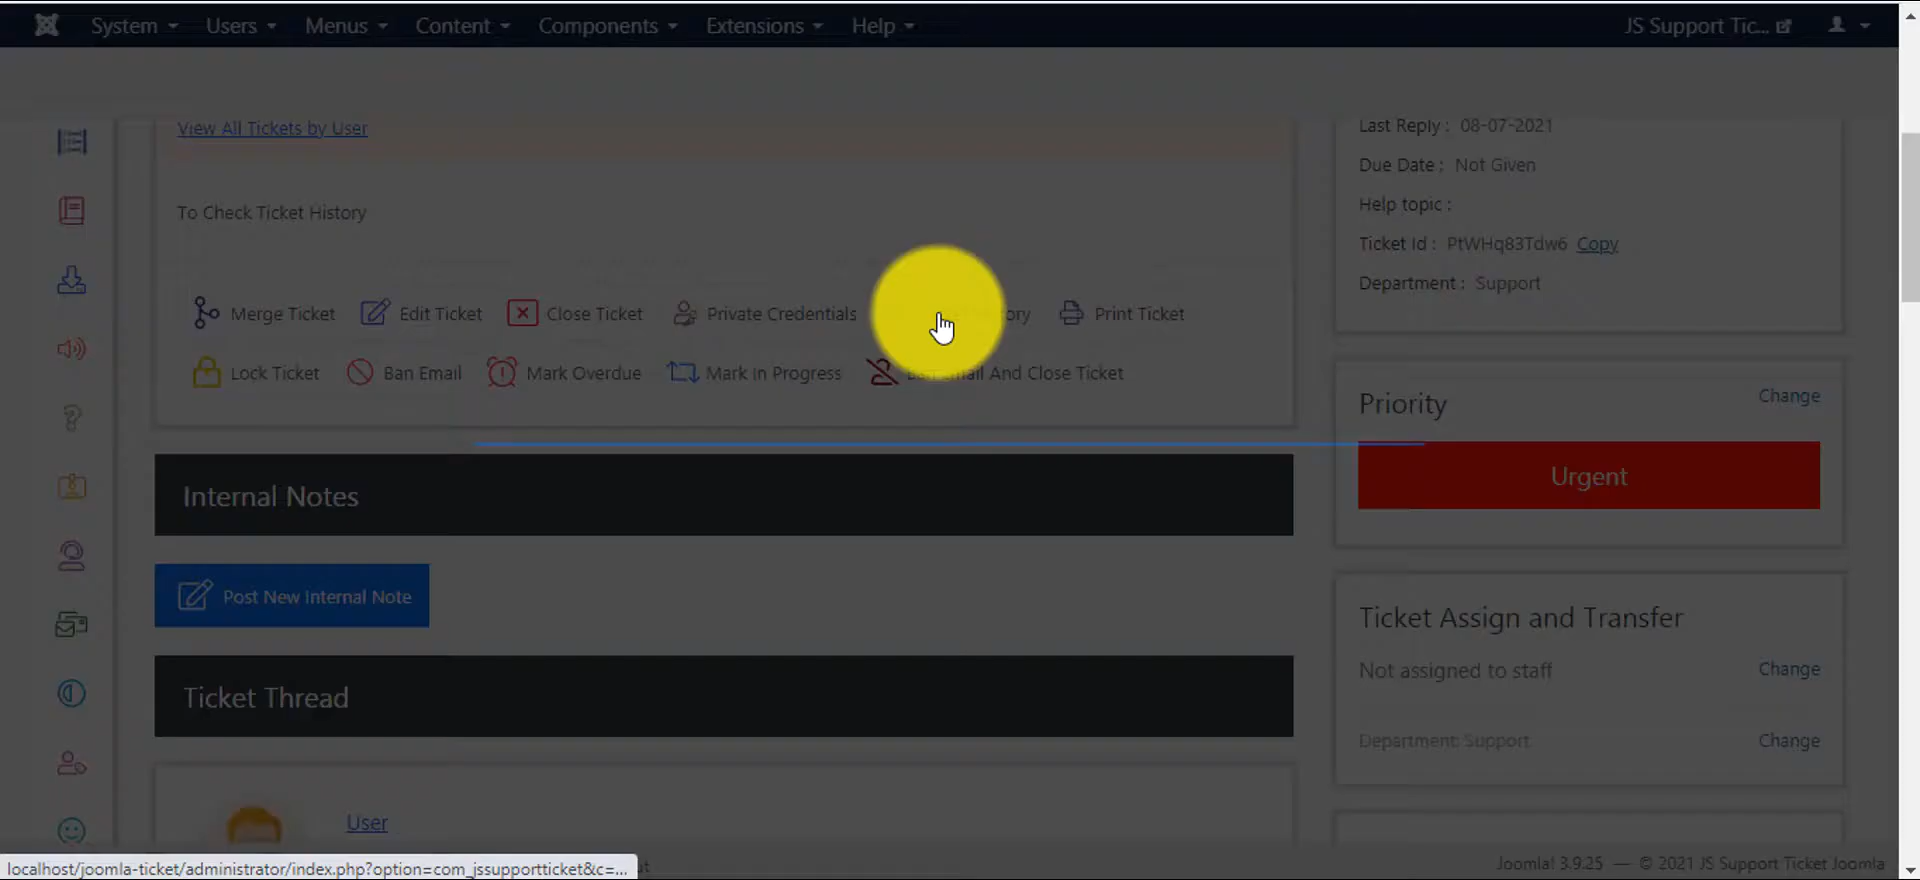 System Users Menus Content Components Extensions Help JS Support Tic...
View All Tickets by User
To Check Ticket History
Merge Ticket Edit Ticket Close Ticket Private Credentials Print Ticket
Lock Ticket Ban Email Mark Overdue Mark In Progress Email And Close Ticket
Internal Notes
Post New Internal Note
Ticket Thread
User
Last Reply : 08-07-2021
Due Date : Not Given
Help topic :
Ticket Id : PtWHq83Tdw6 Copy
Department : Support
Priority Change
Urgent
Ticket Assign and Transfer
Not assigned to staff Change
Department: Support Change
localhost/joomla-ticket/administrator/index.php?option=com_jssupportticket&c=...
Joomla! 3.9.25 — © 2021 JS Support Ticket Joomla